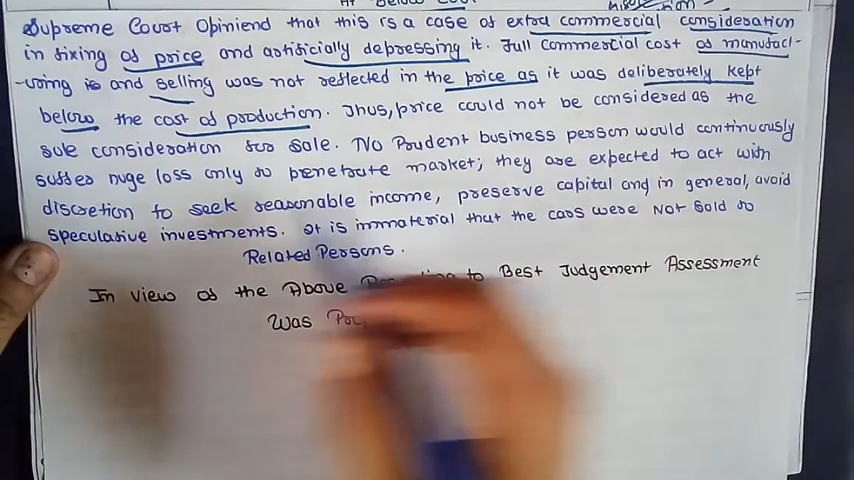 Supreme Court Opiniend that this is a case of extra commercial consideration
in fixing of price and artificially depressing it. Full commercial cost of manufact-
-uring is and selling was not reflected in the price as it was deliberately kept
below the cost of production. Thus, price could not be considered as the
sole consideration for sale. No Prudent business person would continuously
suffer huge loss only to penetrate market; they are expected to act with
discretion to seek reasonable income, preserve capital and in general, avoid
speculative investments. It is immaterial that the cars were Not sold to
Related Persons.
In view of the Above to Best Judgement Assessment
Was